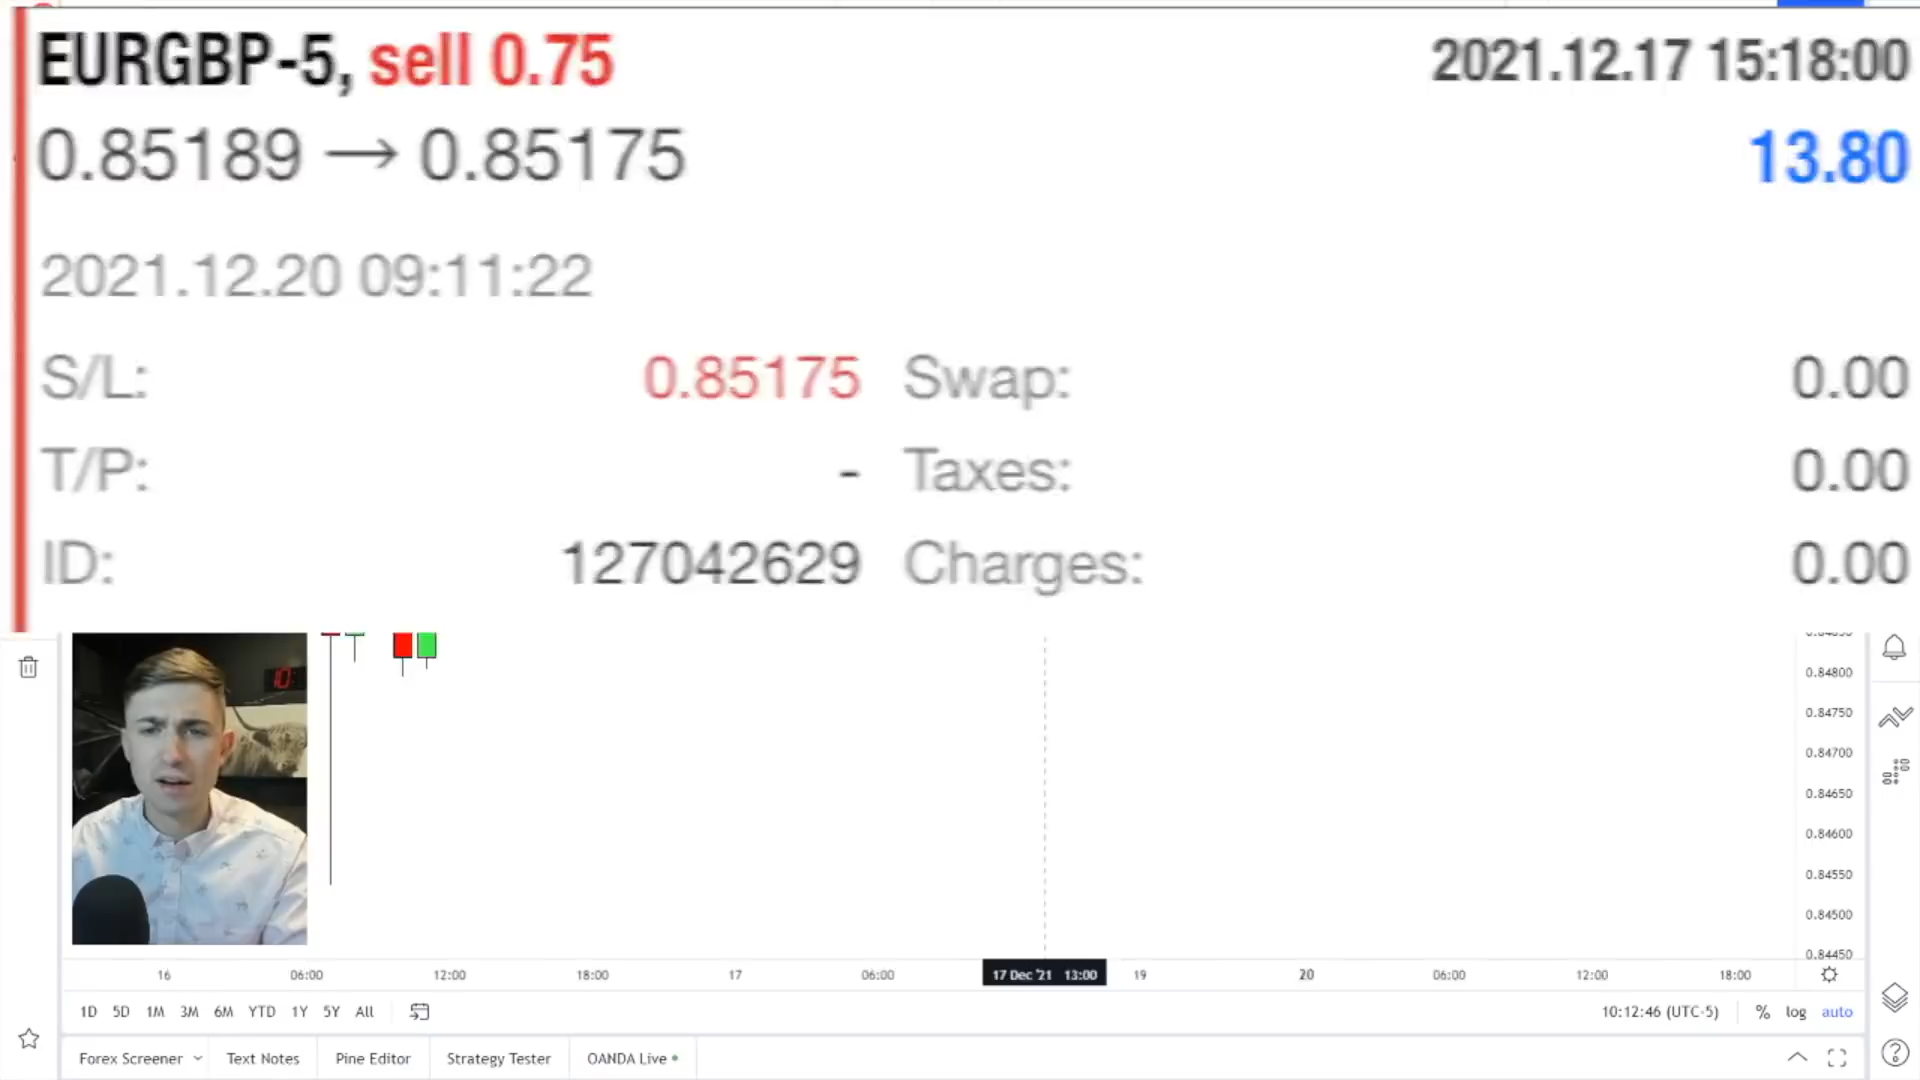 EURGBP-5, sell 0.75
2021.12.17 15:18:00
0.85189 → 0.85175
13.80
2021.12.20 09:11:22
S/L: 0.85175 Swap: 0.00
T/P: - Taxes: 0.00
ID: 127042629 Charges: 0.00
10:
0.84800
0.84750
0.84700
0.84650
0.84600
0.84550
0.84500
0.84450
16 06:00 12:00 18:00 17 06:00 17 Dec '21 13:00 19 20 06:00 12:00 18:00
1D 5D 1M 3M 6M YTD 1Y 5Y All
10:12:46 (UTC-5) % log auto
Forex Screener Text Notes Pine Editor Strategy Tester OANDA Live